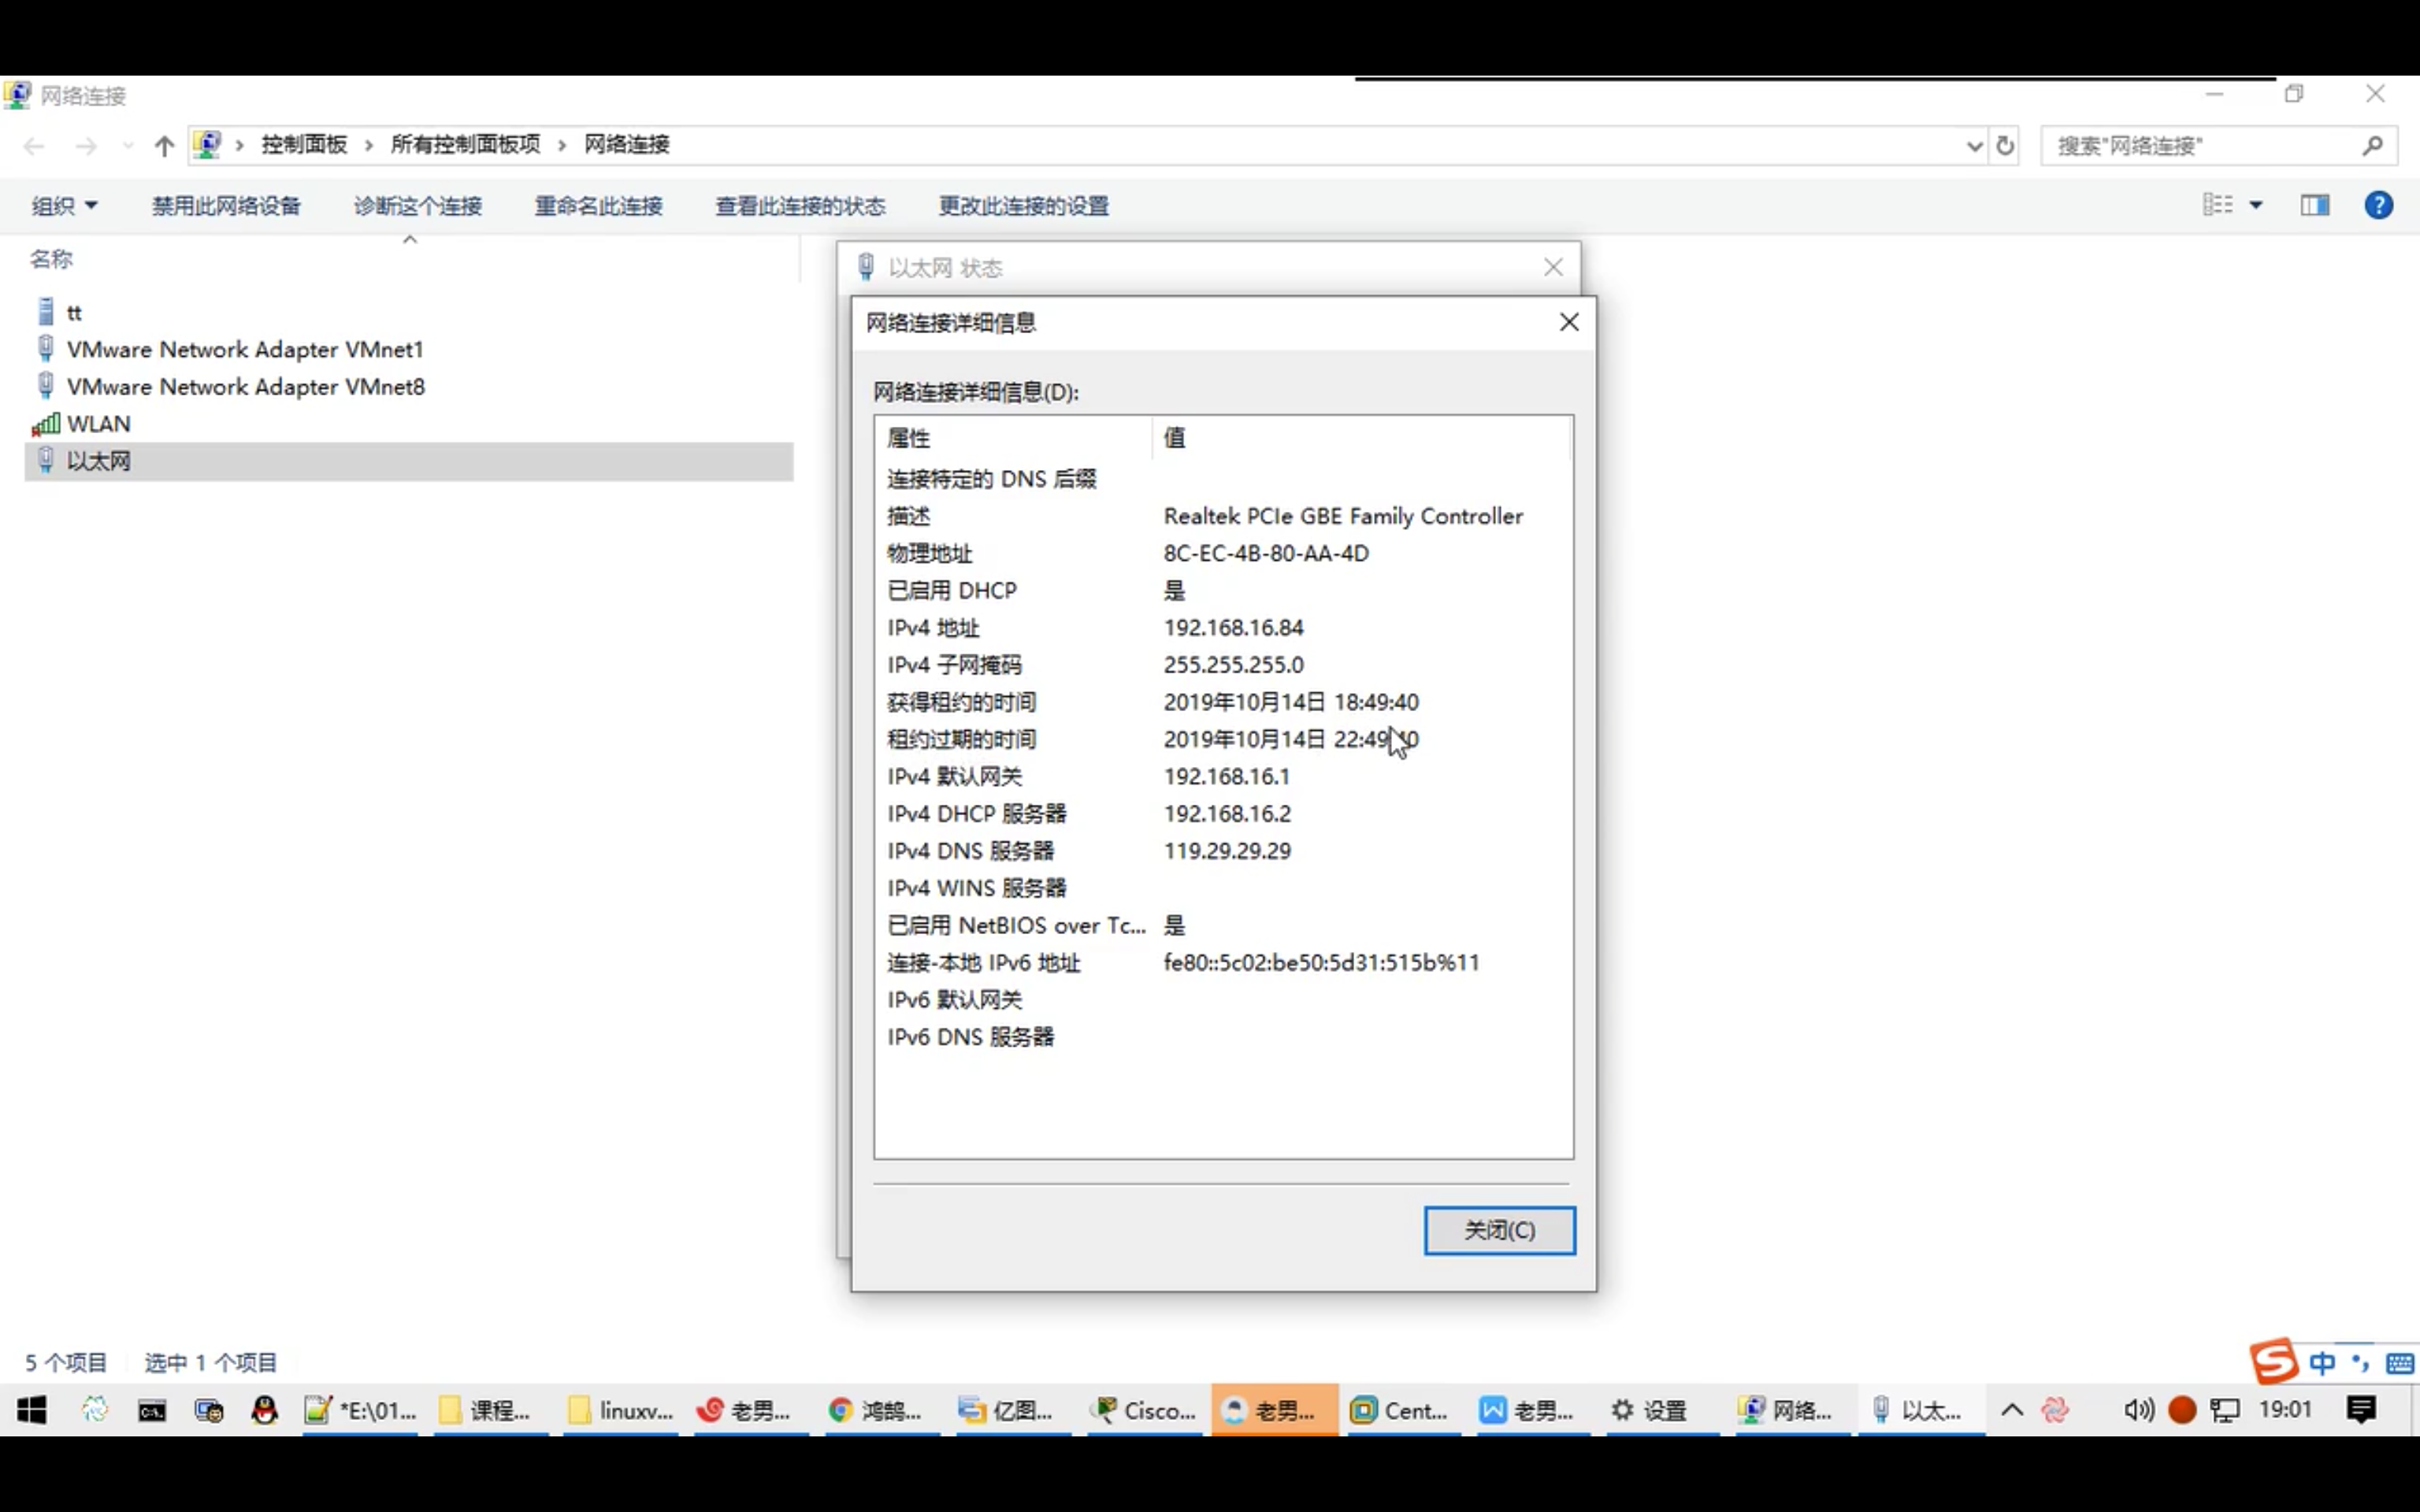 网络连接
控制面板 › 所有控制面板项 › 网络连接
搜索"网络连接"
组织 禁用此网络设备 诊断这个连接 重命名此连接 查看此连接的状态 更改此连接的设置
名称
tt
VMware Network Adapter VMnet1
VMware Network Adapter VMnet8
WLAN
以太网
以太网 状态
网络连接详细信息
网络连接详细信息(D):
属性 值
连接特定的 DNS 后缀
描述 Realtek PCIe GBE Family Controller
物理地址 8C-EC-4B-80-AA-4D
已启用 DHCP 是
IPv4 地址 192.168.16.84
IPv4 子网掩码 255.255.255.0
获得租约的时间 2019年10月14日 18:49:40
租约过期的时间 2019年10月14日 22:49:40
IPv4 默认网关 192.168.16.1
IPv4 DHCP 服务器 192.168.16.2
IPv4 DNS 服务器 119.29.29.29
IPv4 WINS 服务器
已启用 NetBIOS over Tc... 是
连接-本地 IPv6 地址 fe80::5c02:be50:5d31:515b%11
IPv6 默认网关
IPv6 DNS 服务器
关闭(C)
5 个项目 选中 1 个项目
中
*E:\01... 课程... linuxv... 老男... 鸿鹄... 亿图... Cisco... 老男... Cent... 老男... 设置 网络... 以太... 19:01